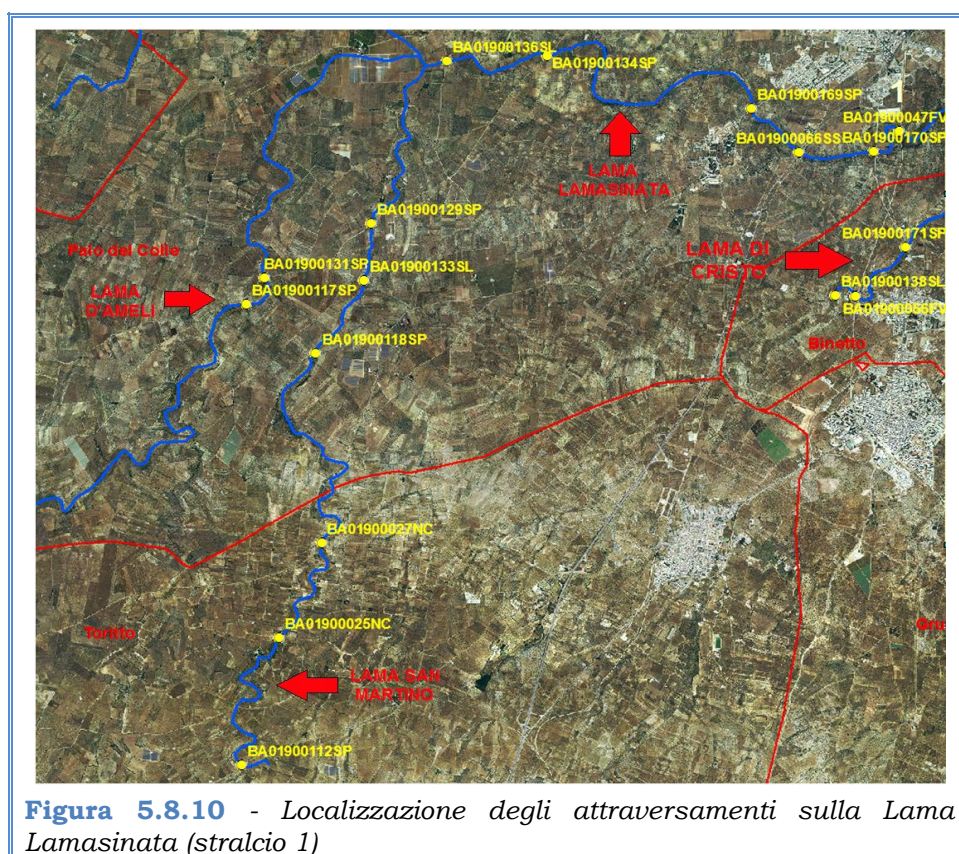 BA01900136SL
BA01900134SP
BA01900169SP
1
BA01900047FV
BA01900066SS
BA01900170SP
LAMA
LAMASINATA
BA01900129SP
BA01900171SP
LAMA DI
CRISTO
Palo del Colle
BA01900131SP
BA01900133SL
BA01900138SL
LAMA
D'AMELI
BA01900117SP
BA01900118SP
Binetto
BA01900027NC
Toritto
BA01900025NC
Gru
LAMA SAN
MARTINO
BA01900112SP
Figura 5.8.10 - Localizzazione degli attraversamenti sulla Lama
Lamasinata (stralcio 1)